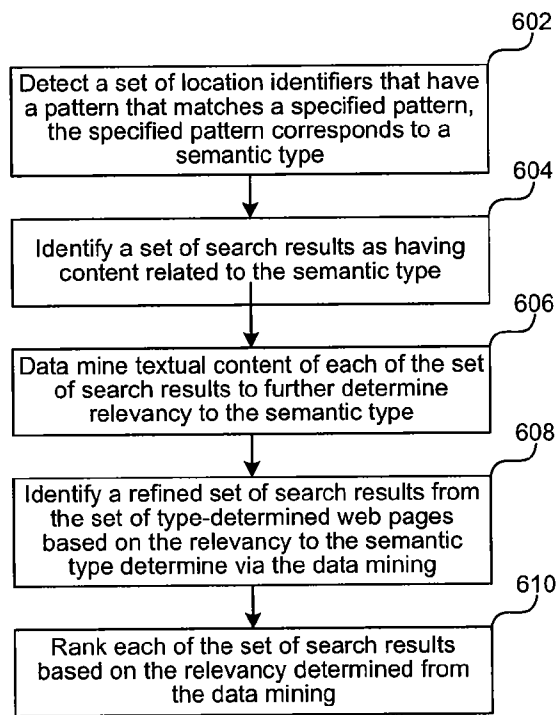 602
Detect a set of location identifiers that have
a pattern that matches a specified pattern,
the specified pattern corresponds to a
semantic type
604
Identify a set of search results as having
content related to the semantic type
606
Data mine textual content of each of the set
of search results to further determine
relevancy to the semantic type
608
Identify a refined set of search results from
the set of type-determined web pages
based on the relevancy to the semantic
type determine via the data mining
610
Rank each of the set of search results
based on the relevancy determined from
the data mining